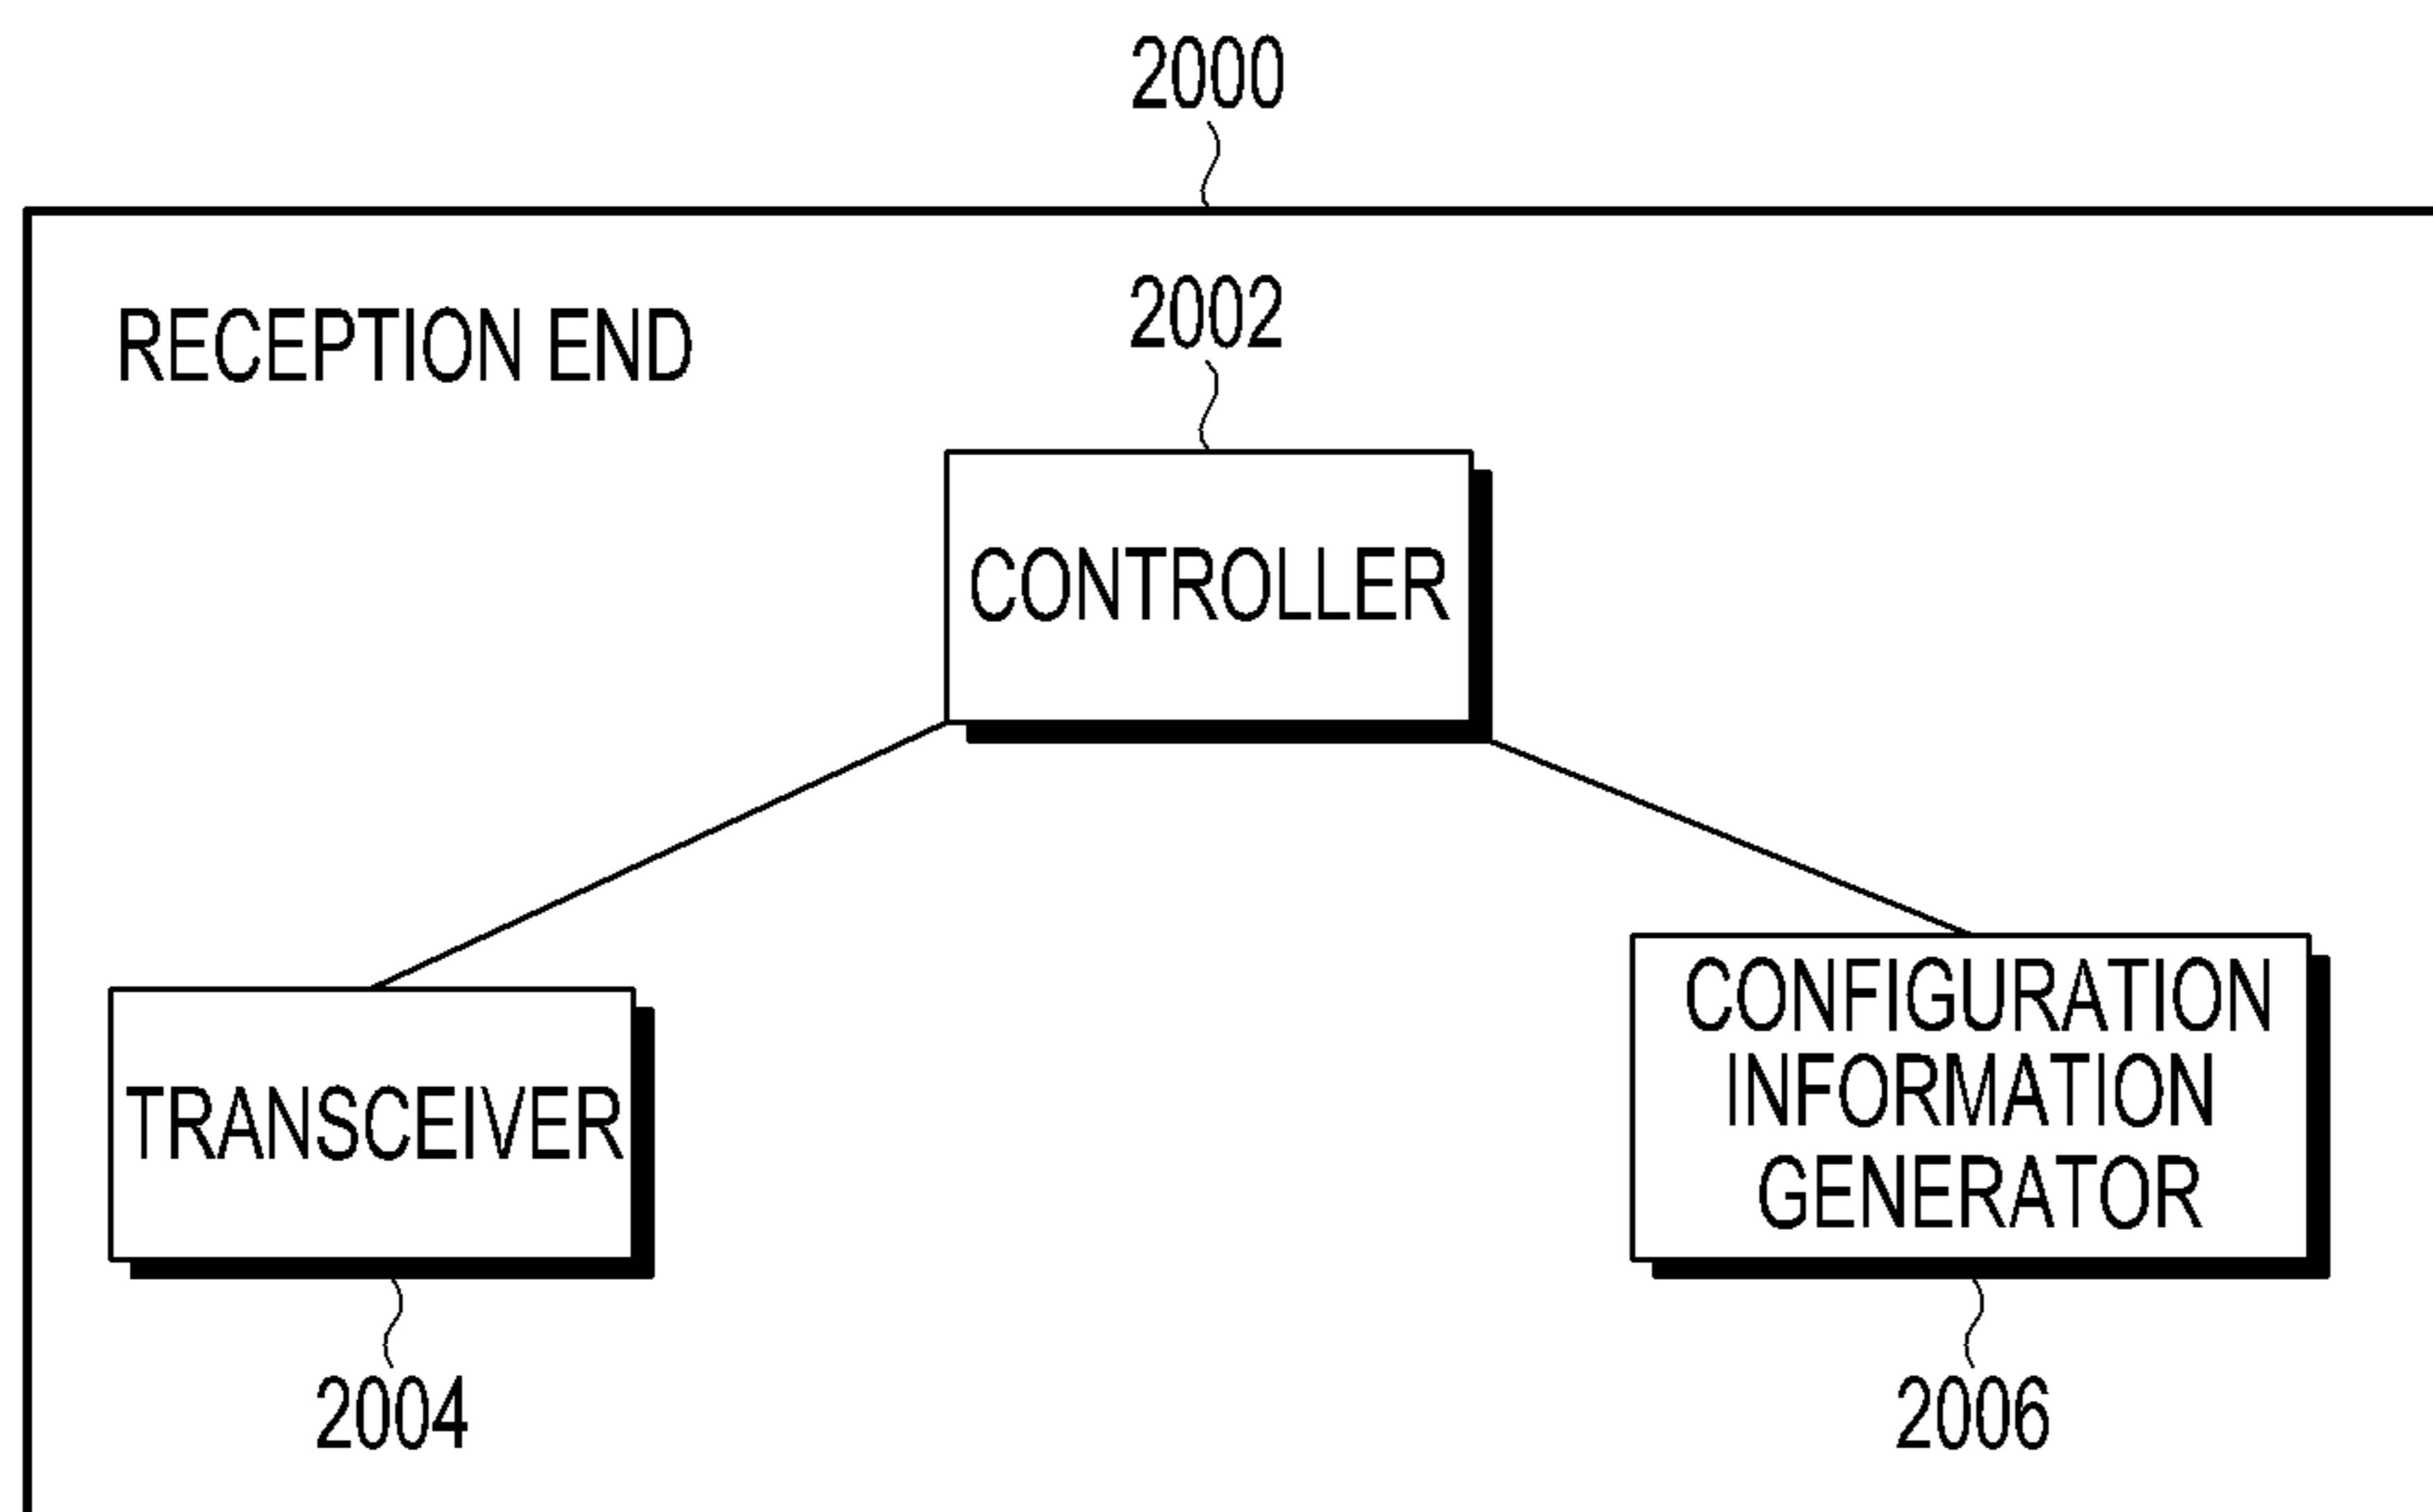 2000
RECEPTION END
2002
CONTROLLER
TRANSCEIVER
CONFIGURATION
INFORMATION
GENERATOR
2004
2006